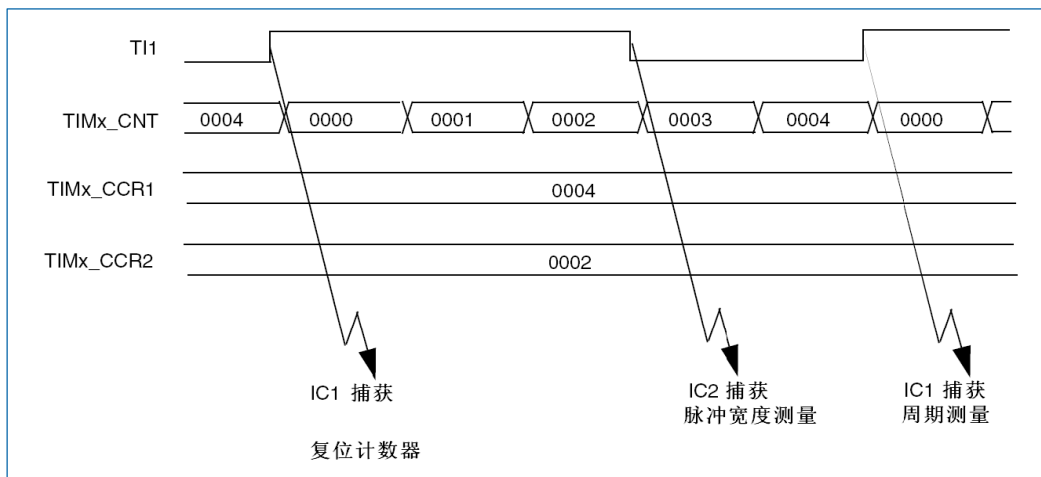 TI1
TIMx_CNT
0004
0000
0001
0002
0003
0004
0000
TIMx_CCR1
0004
TIMx_CCR2
0002
IC1 捕获
复位计数器
IC2 捕获
脉冲宽度测量
IC1 捕获
周期测量